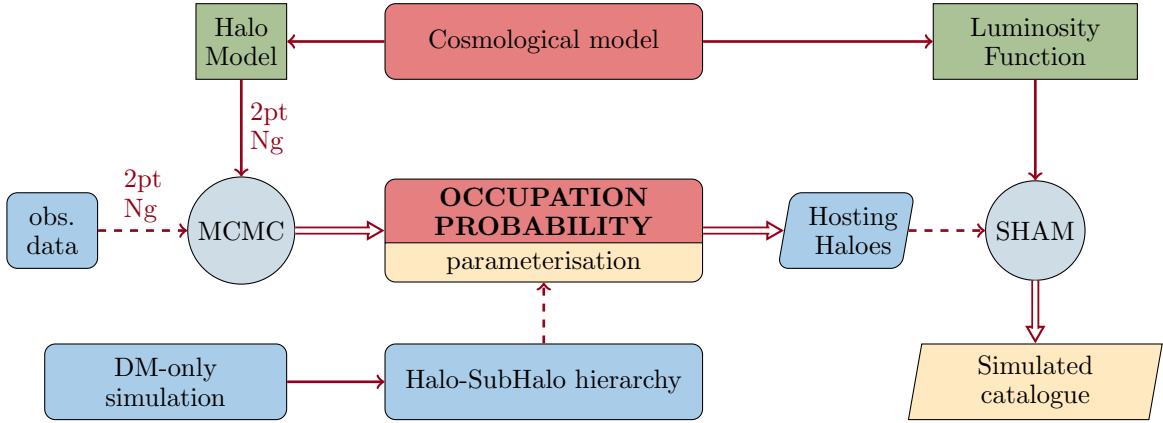 Halo
Model
Cosmological model
Luminosity
Function
2pt
Ng
2pt
Ng
obs.
data
MCMC
OCCUPATION
PROBABILITY
parameterisation
Hosting
Haloes
SHAM
DM-only
simulation
Halo-SubHalo hierarchy
Simulated
catalogue